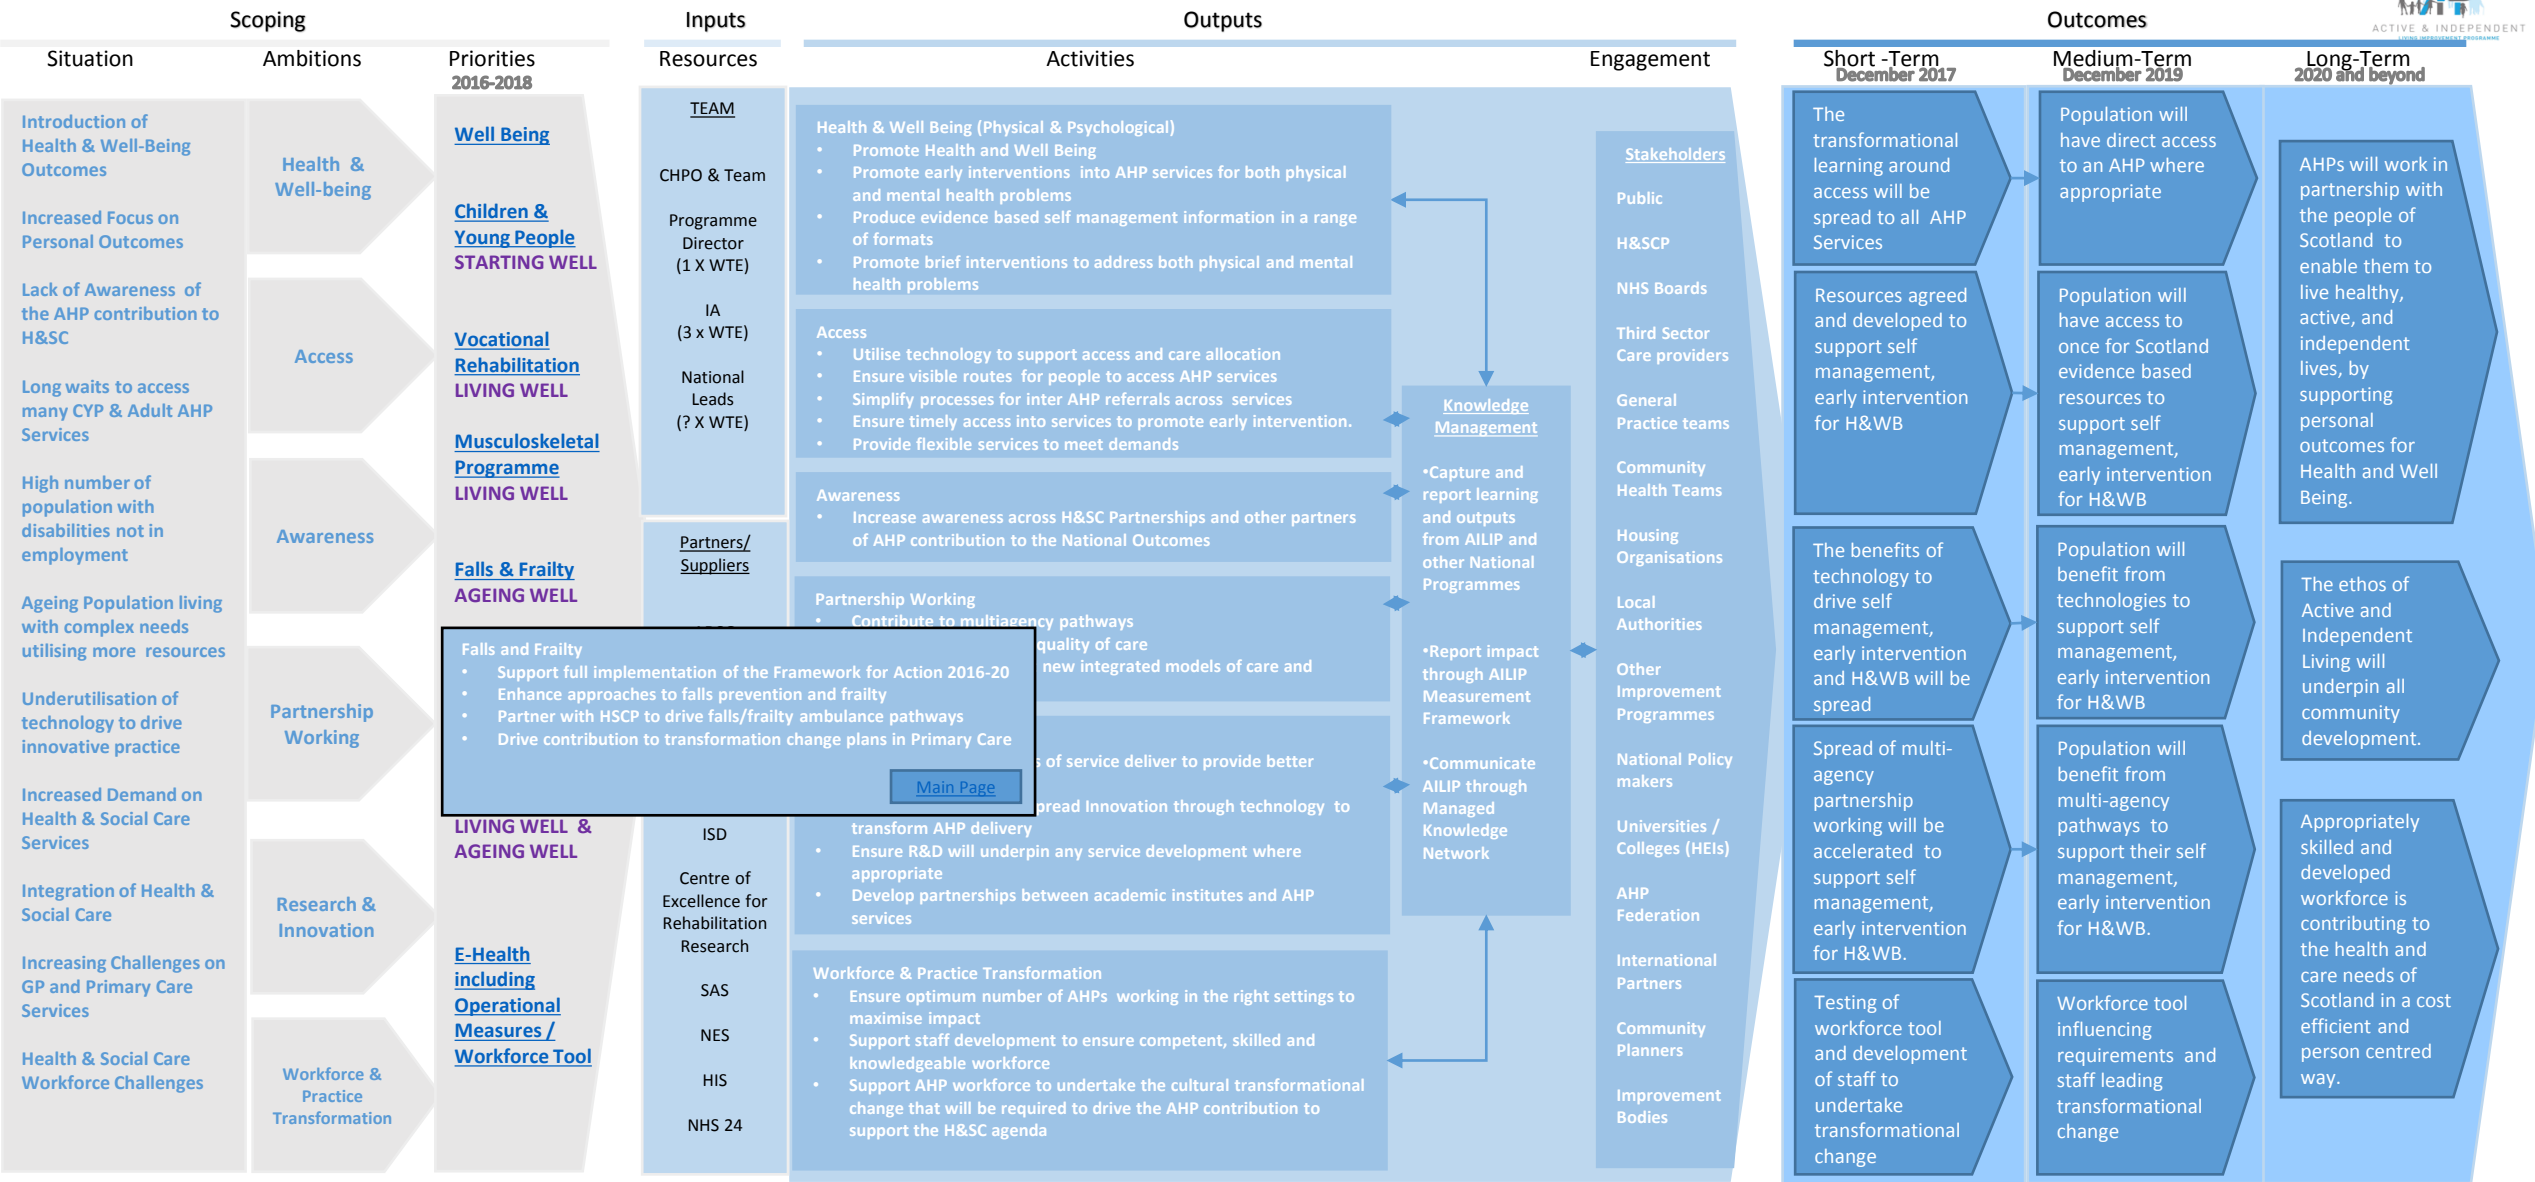 Scoping
Inputs
Outputs
Outcomes
ACTIVE & INDEPENDENT
LIVING IMPROVEMENT PROGRAMME
Situation
Ambitions
Priorities
2016-2018
Resources
Activities
Engagement
Short -Term
December 2017
Medium-Term
December 2019
Long-Term
2020 and beyond
Introduction of
Health & Well-Being
Outcomes
Increased Focus on
Personal Outcomes
Lack of Awareness of
the AHP contribution to
H&SC
Long waits to access
many CYP & Adult AHP
Services
High number of
population with
disabilities not in
employment
Ageing Population living
with complex needs
utilising more resources
Underutilisation of
technology to drive
innovative practice
Increased Demand on
Health & Social Care
Services
Integration of Health &
Social Care
Increasing Challenges on
GP and Primary Care
Services
Health & Social Care
Workforce Challenges
Health &
Well-being
Access
Awareness
Partnership
Working
Research &
Innovation
Workforce &
Practice
Transformation
Well Being
Children &
Young People
STARTING WELL
Vocational
Rehabilitation
LIVING WELL
Musculoskeletal
Programme
LIVING WELL
Falls & Frailty
AGEING WELL
LIVING WELL &
AGEING WELL
E-Health
including
Operational
Measures /
Workforce Tool
Falls and Frailty
• Support full implementation of the Framework for Action 2016-20
• Enhance approaches to falls prevention and frailty
• Partner with HSCP to drive falls/frailty ambulance pathways
• Drive contribution to transformation change plans in Primary Care
Main Page
TEAM
CHPO & Team
Programme
Director
(1 X WTE)
IA
(3 x WTE)
National
Leads
(? X WTE)
Partners/
Suppliers
ISD
Centre of
Excellence for
Rehabilitation
Research
SAS
NES
HIS
NHS 24
Health & Well Being (Physical & Psychological)
• Promote Health and Well Being
• Promote early interventions into AHP services for both physical
and mental health problems
• Produce evidence based self management information in a range
of formats
• Promote brief interventions to address both physical and mental
health problems
Access
• Utilise technology to support access and care allocation
• Ensure visible routes for people to access AHP services
• Simplify processes for inter AHP referrals across services
• Ensure timely access into services to promote early intervention.
• Provide flexible services to meet demands
Awareness
• Increase awareness across H&SC Partnerships and other partners
of AHP contribution to the National Outcomes
Partnership Working
• Contribute to multiagency pathways
quality of care
new integrated models of care and
of service deliver to provide better
Innovation through technology to
transform AHP delivery
• Ensure R&D will underpin any service development where
appropriate
• Develop partnerships between academic institutes and AHP
services
Workforce & Practice Transformation
• Ensure optimum number of AHPs working in the right settings to
maximise impact
• Support staff development to ensure competent, skilled and
knowledgeable workforce
• Support AHP workforce to undertake the cultural transformational
change that will be required to drive the AHP contribution to
support the H&SC agenda
Knowledge
Management
•Capture and
report learning
and outputs
from AILIP and
other National
Programmes
•Report impact
through AILIP
Measurement
Framework
•Communicate
AILIP through
Managed
Knowledge
Network
Stakeholders
Public
H&SCP
NHS Boards
Third Sector
Care providers
General
Practice teams
Community
Health Teams
Housing
Organisations
Local
Authorities
Other
Improvement
Programmes
National Policy
makers
Universities /
Colleges (HEIs)
AHP
Federation
International
Partners
Community
Planners
Improvement
Bodies
The
transformational
learning around
access will be
spread to all AHP
Services
Resources agreed
and developed to
support self
management,
early intervention
for H&WB
The benefits of
technology to
drive self
management,
early intervention
and H&WB will be
spread
Spread of multi-
agency
partnership
working will be
accelerated to
support self
management,
early intervention
for H&WB.
Testing of
workforce tool
and development
of staff to
undertake
transformational
change
Population will
have direct access
to an AHP where
appropriate
Population will
have access to
once for Scotland
evidence based
resources to
support self
management,
early intervention
for H&WB
Population will
benefit from
technologies to
support self
management,
early intervention
for H&WB
Population will
benefit from
multi-agency
pathways to
support their self
management,
early intervention
for H&WB.
Workforce tool
influencing
requirements and
staff leading
transformational
change
AHPs will work in
partnership with
the people of
Scotland to
enable them to
live healthy,
active, and
independent
lives, by
supporting
personal
outcomes for
Health and Well
Being.
The ethos of
Active and
Independent
Living will
underpin all
community
development.
Appropriately
skilled and
developed
workforce is
contributing to
the health and
care needs of
Scotland in a cost
efficient and
person centred
way.